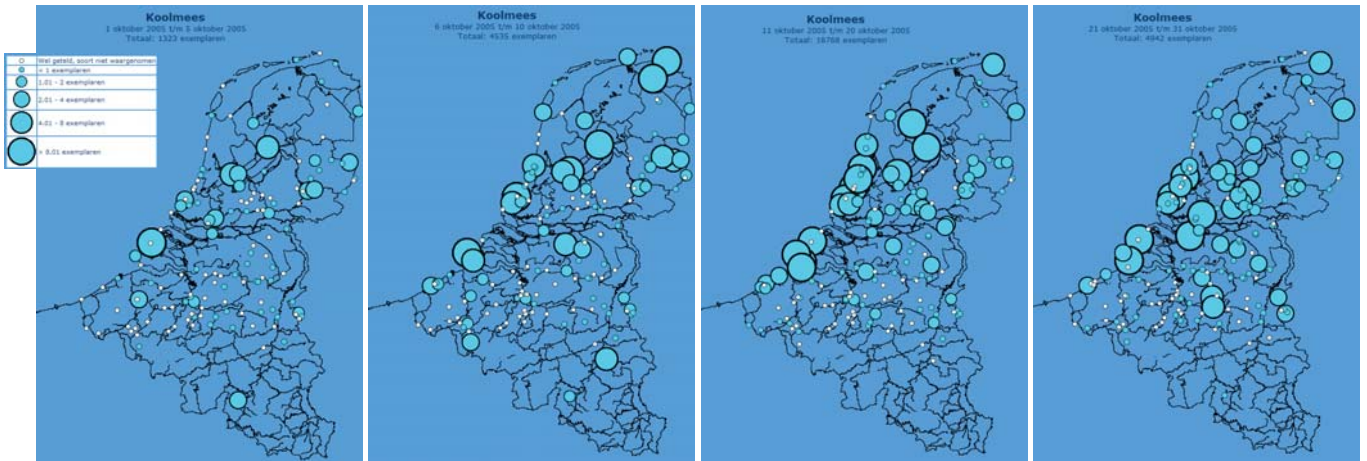 Koolmees
1 oktober 2005 t/m 5 oktober 2005
Totaal: 1323 exemplaren
Wel geteld, soort niet waargenomen
< 1 exemplaren
1.01 - 2 exemplaren
2.01 - 4 exemplaren
4.01 - 8 exemplaren
> 8.01 exemplaren
Koolmees
6 oktober 2005 t/m 10 oktober 2005
Totaal: 4535 exemplaren
Koolmees
11 oktober 2005 t/m 20 oktober 2005
Totaal: 16768 exemplaren
Koolmees
21 oktober 2005 t/m 31 oktober 2005
Totaal: 4942 exemplaren